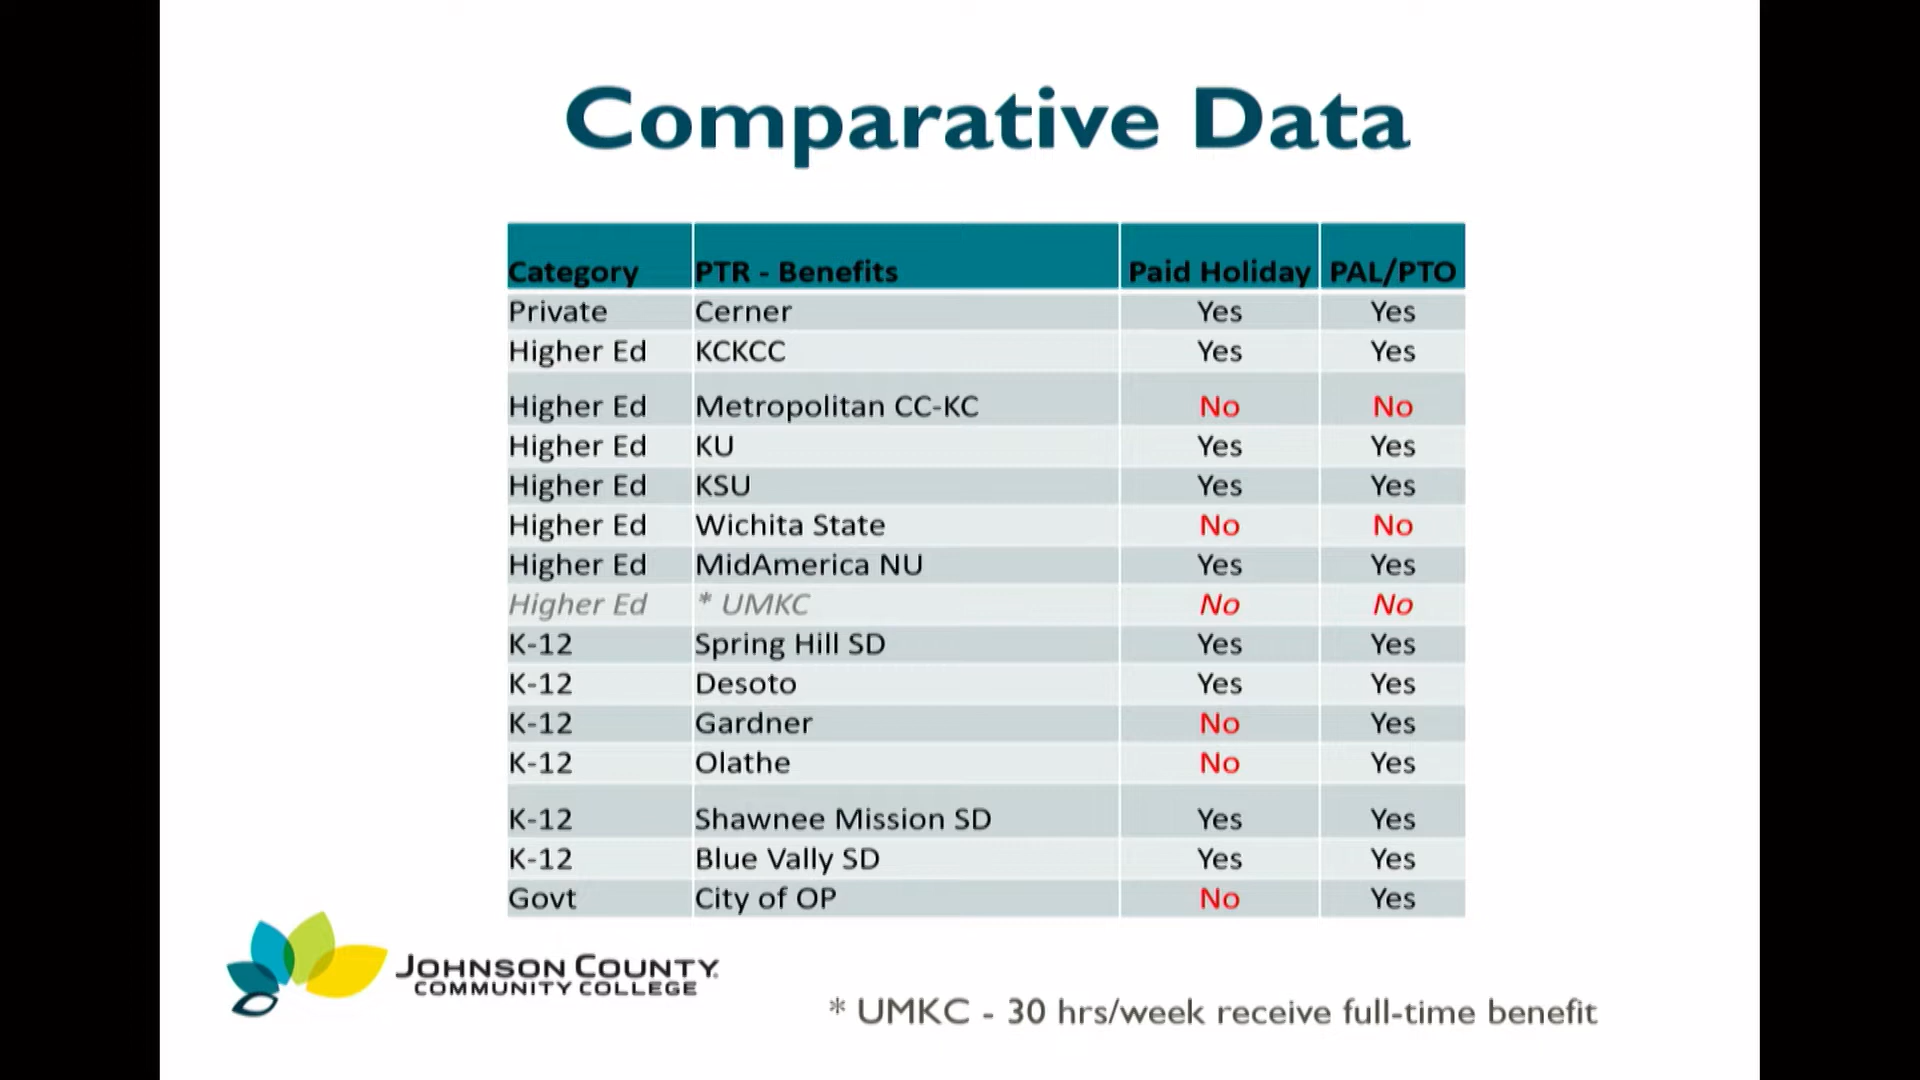 Comparative Data
Category PTR - Benefits Paid Holiday PAL/PTO
Private Cerner Yes Yes
Higher Ed KCKCC Yes Yes
Higher Ed Metropolitan CC-KC No No
Higher Ed KU Yes Yes
Higher Ed KSU Yes Yes
Higher Ed Wichita State No No
Higher Ed MidAmerica NU Yes Yes
Higher Ed * UMKC No No
K-12 Spring Hill SD Yes Yes
K-12 Desoto Yes Yes
K-12 Gardner No Yes
K-12 Olathe No Yes
K-12 Shawnee Mission SD Yes Yes
K-12 Blue Vally SD Yes Yes
Govt City of OP No Yes
JOHNSON COUNTY
COMMUNITY COLLEGE
* UMKC - 30 hrs/week receive full-time benefit